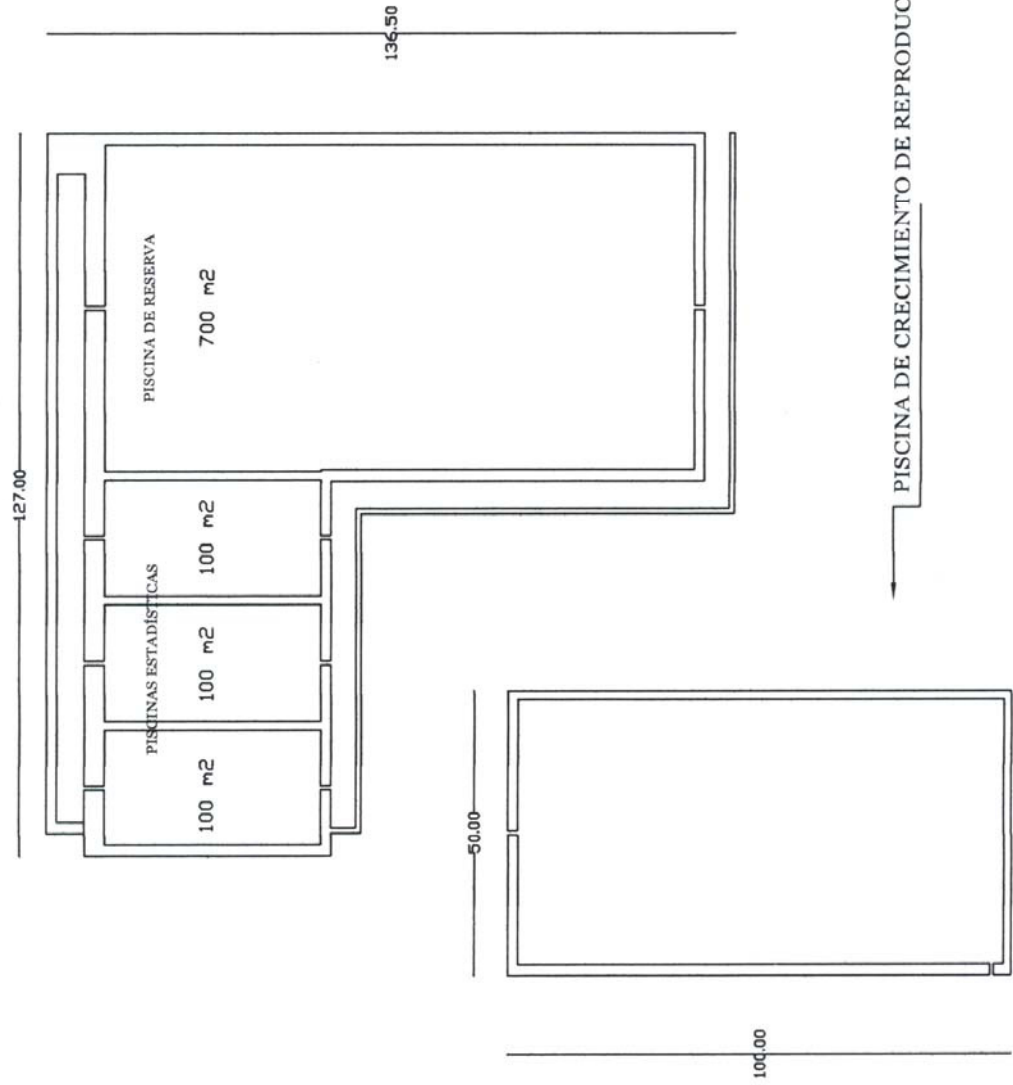 136.50
127.00
PISCINA DE RESERVA
700 m2
PISCINAS ESTADÍSTICAS
100 m2
100 m2
100 m2
PISCINA DE CRECIMIENTO DE REPRODUC
50.00
100.00